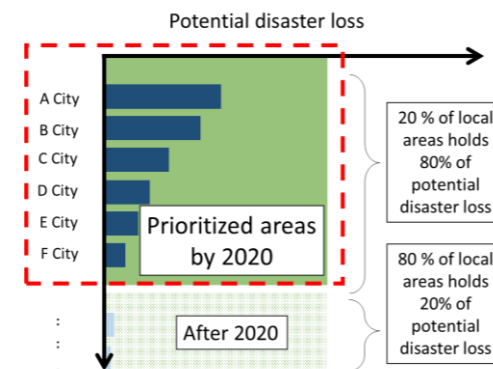 Potential disaster loss
A City
B City
C City
D City
E City
F City
Prioritized areas
by 2020
20 % of local
areas holds
80% of
potential
disaster loss
:
:
.
After 2020
80 % of local
areas holds
20% of
potential
disaster loss